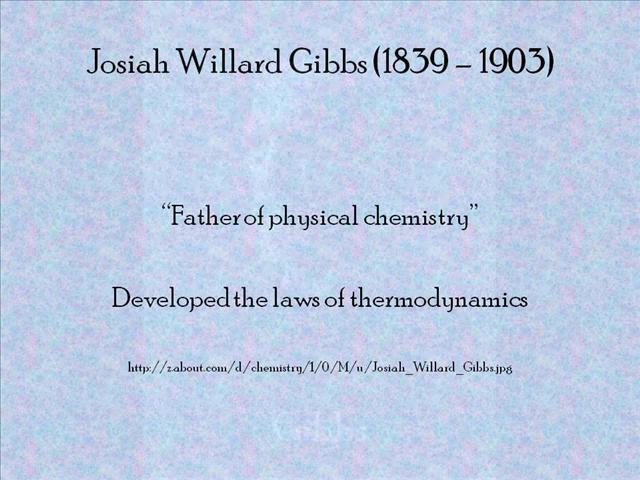 Josiah Willard Gibbs (1839 – 1903)
“Father of physical chemistry”
Developed the laws of thermodynamics
http://z.about.com/d/chemistry/1/0/M/u/Josiah_Willard_Gibbs.jpg
Gibbs